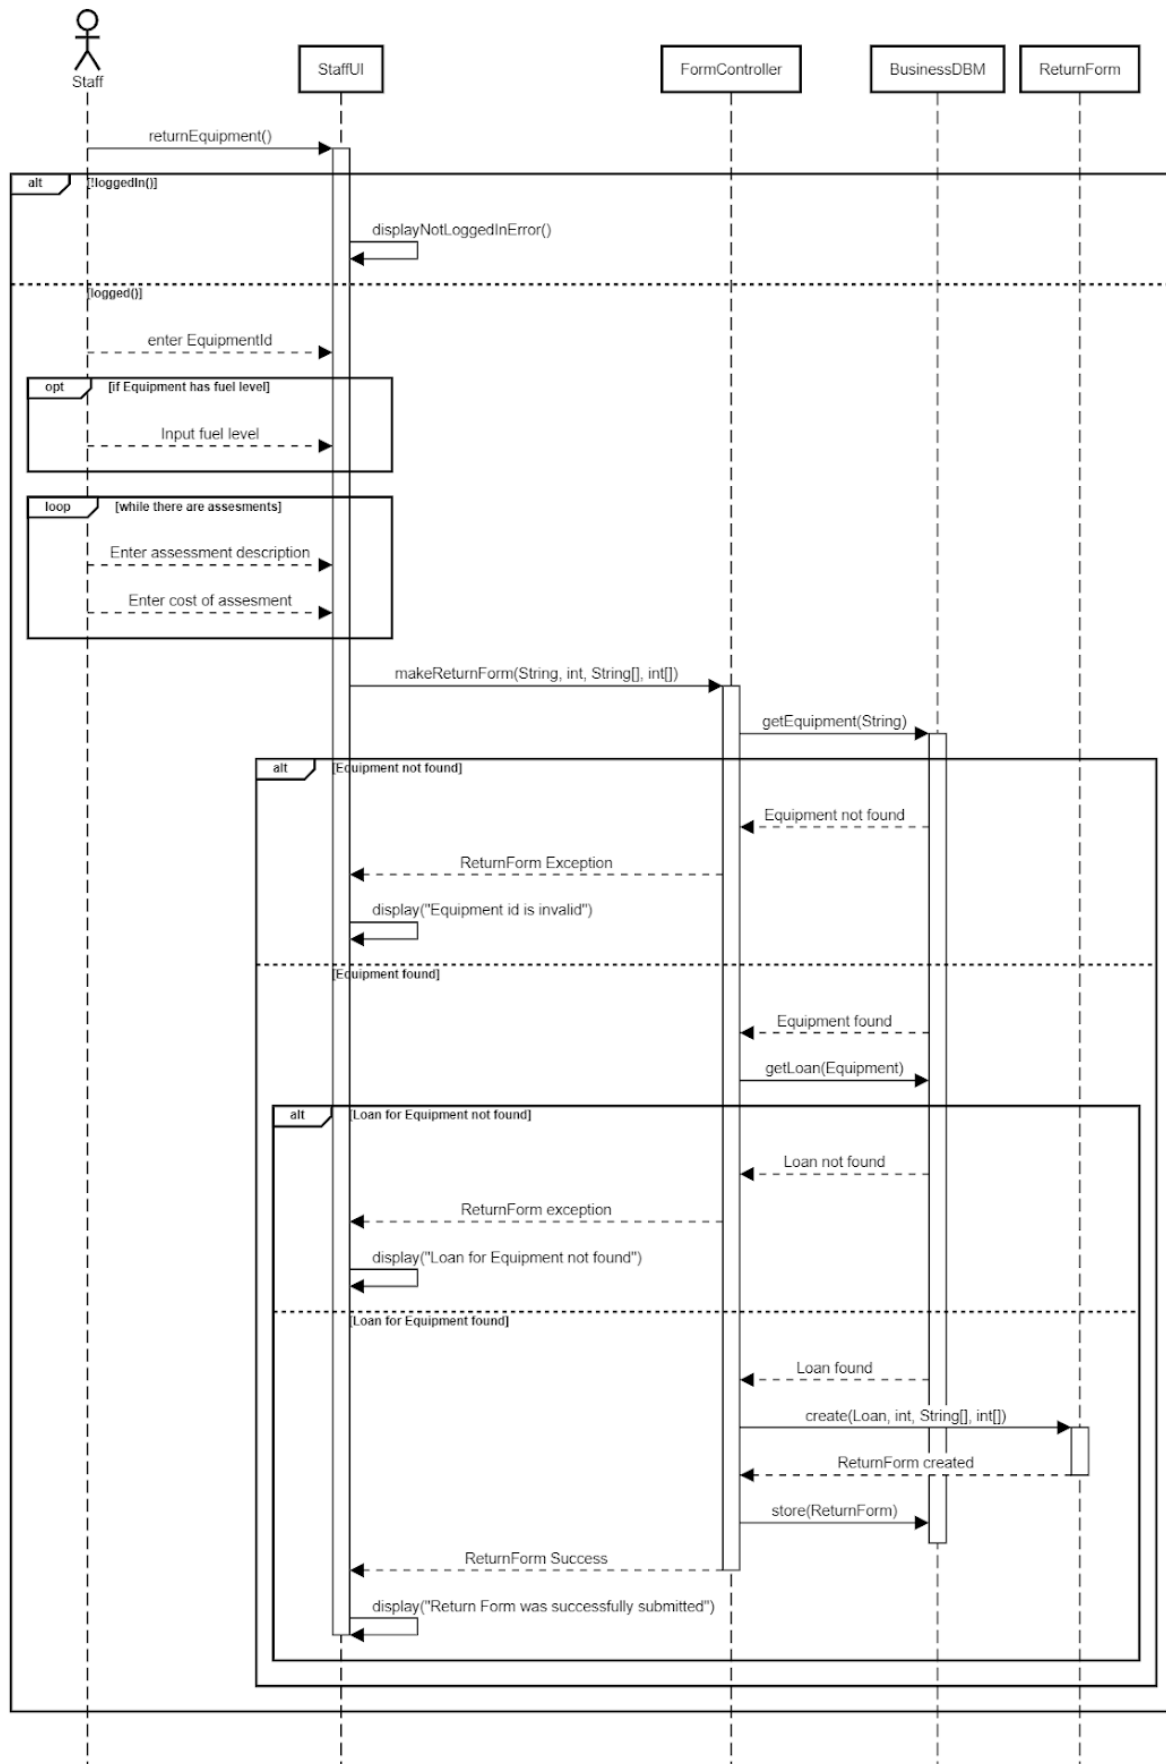 Staff
StaffUI
FormController
BusinessDBM
ReturnForm
returnEquipment()
alt
[!loggedIn()]
displayNotLoggedInError()
[logged()]
enter EquipmentId
opt
[if Equipment has fuel level]
Input fuel level
loop
[while there are assesments]
Enter assessment description
Enter cost of assesment
makeReturnForm(String, int, String[], int[])
getEquipment(String)
alt
[Equipment not found]
Equipment not found
ReturnForm Exception
display("Equipment id is invalid")
[Equipment found]
Equipment found
getLoan(Equipment)
alt
[Loan for Equipment not found]
Loan not found
ReturnForm exception
display("Loan for Equipment not found")
[Loan for Equipment found]
Loan found
create(Loan, int, String[], int[])
ReturnForm created
store(ReturnForm)
ReturnForm Success
display("Return Form was successfully submitted")